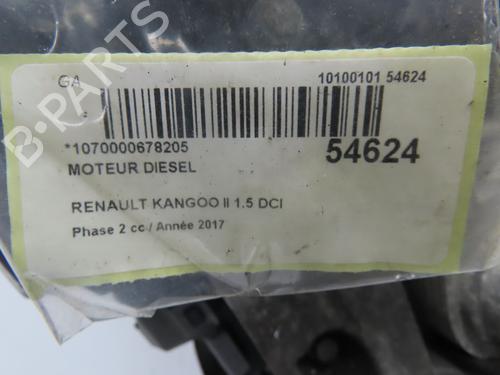 GA 10100101 54624
*1070000678205 54624
MOTEUR DIESEL
RENAULT KANGOO II 1.5 DCI
Phase 2 cc / Année 2017
B-PARTS